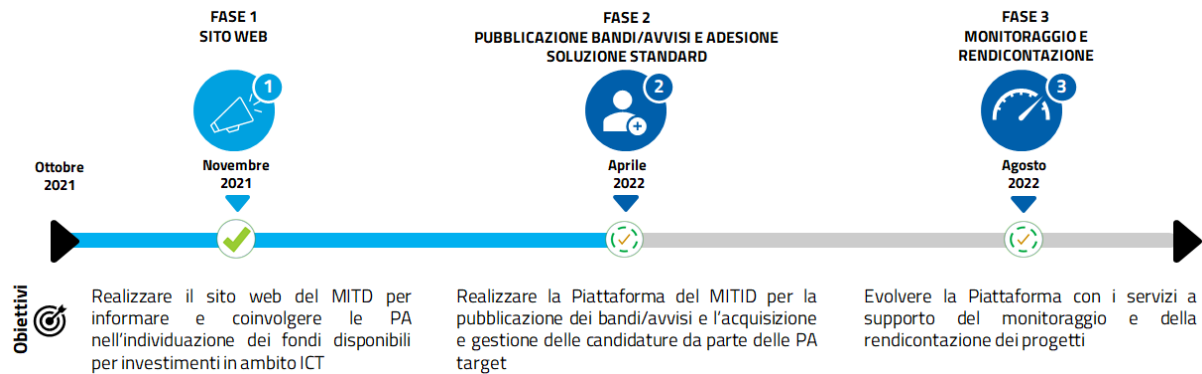 FASE 1
SITO WEB
FASE 2
PUBBLICAZIONE BANDI/AVVISI E ADESIONE
SOLUZIONE STANDARD
FASE 3
MONITORAGGIO E
RENDICONTAZIONE
1
2
3
Ottobre
2021
Novembre
2021
Aprile
2022
Agosto
2022
Obiettivi
Realizzare il sito web del MITD per
informare e coinvolgere le PA
nell'individuazione dei fondi disponibili
per investimenti in ambito ICT
Realizzare la Piattaforma del MITID per la
pubblicazione dei bandi/avvisi e l'acquisizione
e gestione delle candidature da parte delle PA
target
Evolvere la Piattaforma con i servizi a
supporto del monitoraggio e della
rendicontazione dei progetti